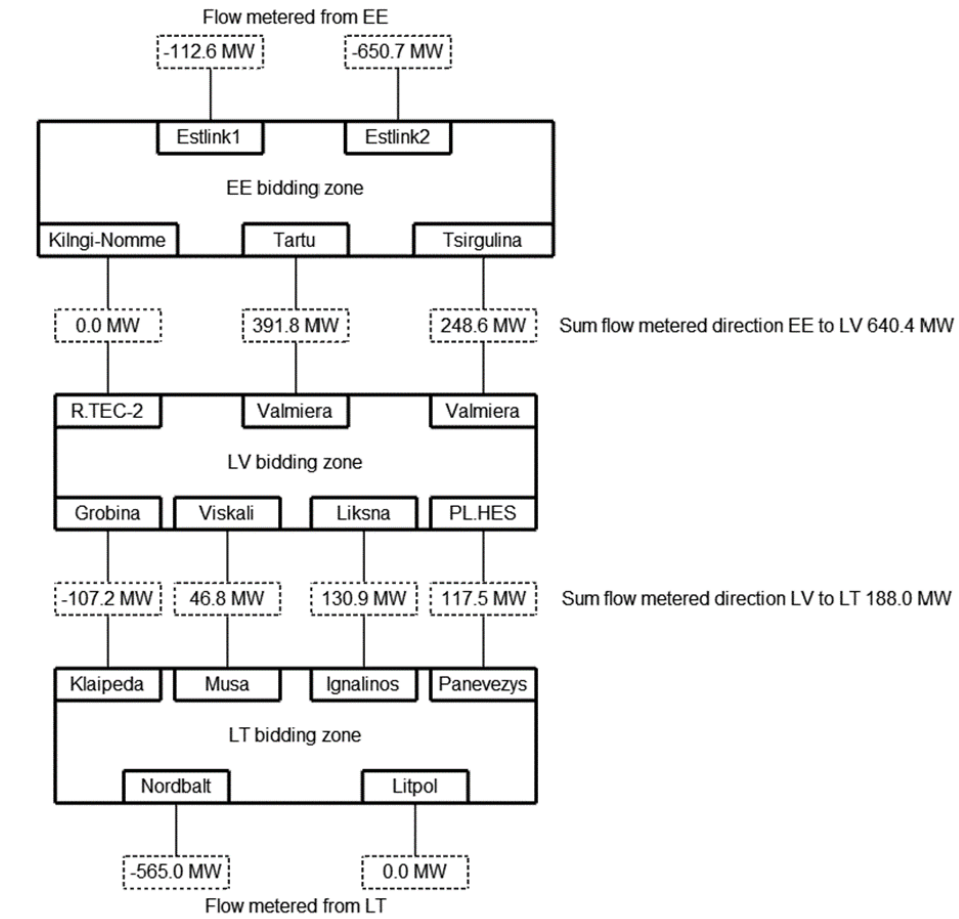 Flow metered from EE
-112.6 MW -650.7 MW
Estlink1 Estlink2
EE bidding zone
Kilngi-Nomme Tartu Tsirgulina
0.0 MW 391.8 MW 248.6 MW Sum flow metered direction EE to LV 640.4 MW
R.TEC-2 Valmiera Valmiera
LV bidding zone
Grobina Viskali Liksna PL.HES
-107.2 MW 46.8 MW 130.9 MW 117.5 MW Sum flow metered direction LV to LT 188.0 MW
Klaipeda Musa Ignalinos Panevezys
LT bidding zone
Nordbalt Litpol
-565.0 MW 0.0 MW
Flow metered from LT